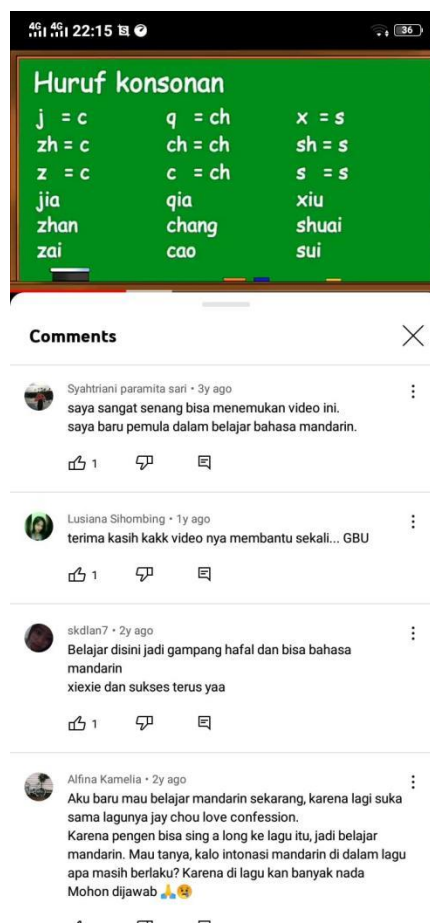 4G 4G 22:15 36
Huruf konsonan
j = c q = ch x = s
zh = c ch = ch sh = s
z = c c = ch s = s
jia qia xiu
zhan chang shuai
zai cao sui
Comments
Syahtriani paramita sari • 3y ago
saya sangat senang bisa menemukan video ini.
saya baru pemula dalam belajar bahasa mandarin.
1
Lusiana Sihombing • 1y ago
terima kasih kakk video nya membantu sekali... GBU
1
skdlan7 • 2y ago
Belajar disini jadi gampang hafal dan bisa bahasa
mandarin
xiexie dan sukses terus yaa
1
Alfina Kamelia • 2y ago
Aku baru mau belajar mandarin sekarang, karena lagi suka
sama lagunya jay chou love confession.
Karena pengen bisa sing a long ke lagu itu, jadi belajar
mandarin. Mau tanya, kalo intonasi mandarin di dalam lagu
apa masih berlaku? Karena di lagu kan banyak nada
Mohon dijawab 🙏😢